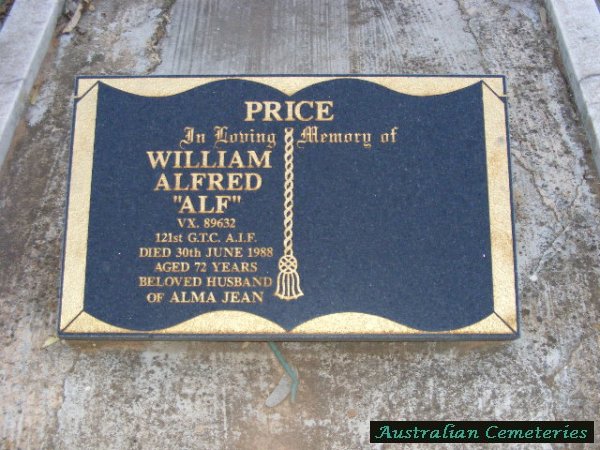 PRICE
In Loving Memory of
WILLIAM
ALFRED
"ALF"
VX. 89632
121st G.T.C. A.I.F.
DIED 30th JUNE 1988
AGED 72 YEARS
BELOVED HUSBAND
OF ALMA JEAN
Australian Cemeteries